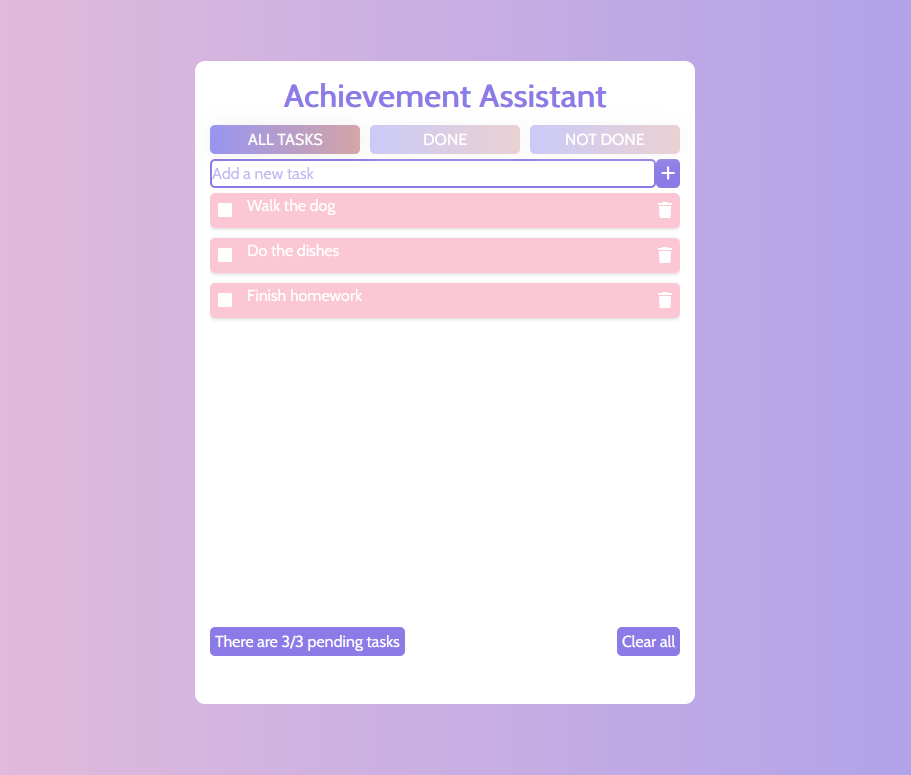 Achievement Assistant
ALL TASKS DONE NOT DONE
Add a new task
Walk the dog
Do the dishes
Finish homework
There are 3/3 pending tasks Clear all